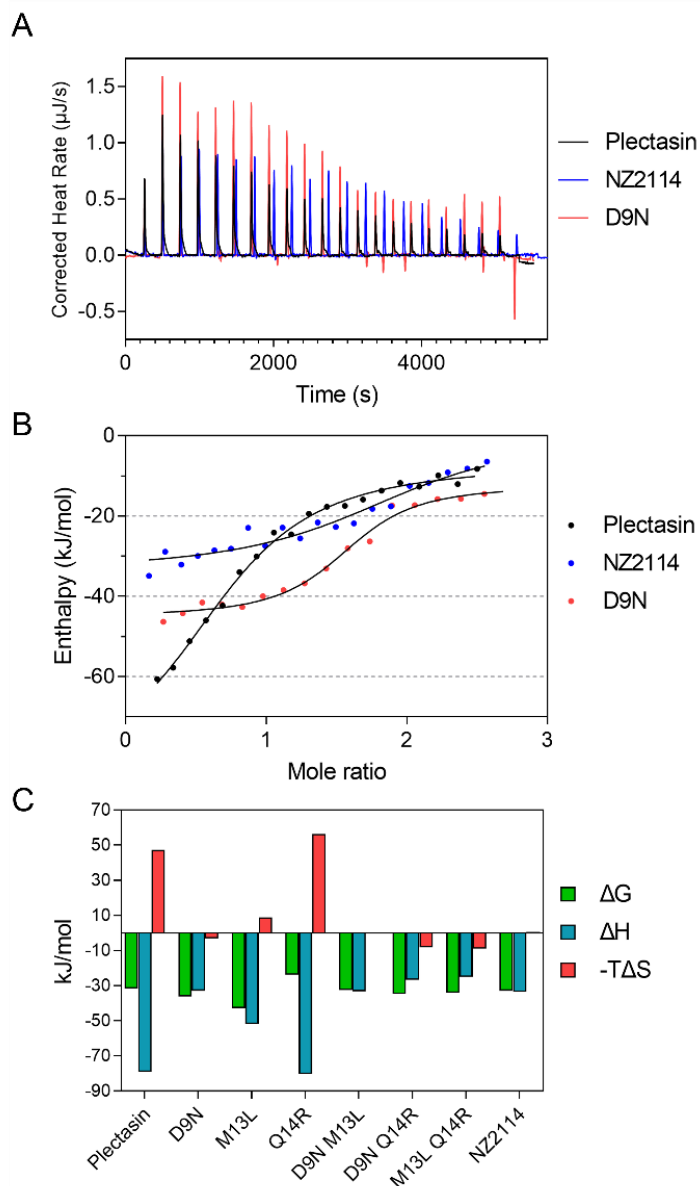 A
Corrected Heat Rate (µJ/s)
1.5
1.0
0.5
0.0
-0.5
0
2000
4000
Time (s)
Plectasin
NZ2114
D9N
B
Enthalpy (kJ/mol)
0
-20
-40
-60
0
1
2
3
Mole ratio
Plectasin
NZ2114
D9N
C
kJ/mol
70
50
30
10
-10
-30
-50
-70
-90
Plectasin
D9N
M13L
Q14R
D9N M13L
D9N Q14R
M13L Q14R
NZ2114
ΔG
ΔH
-TΔS